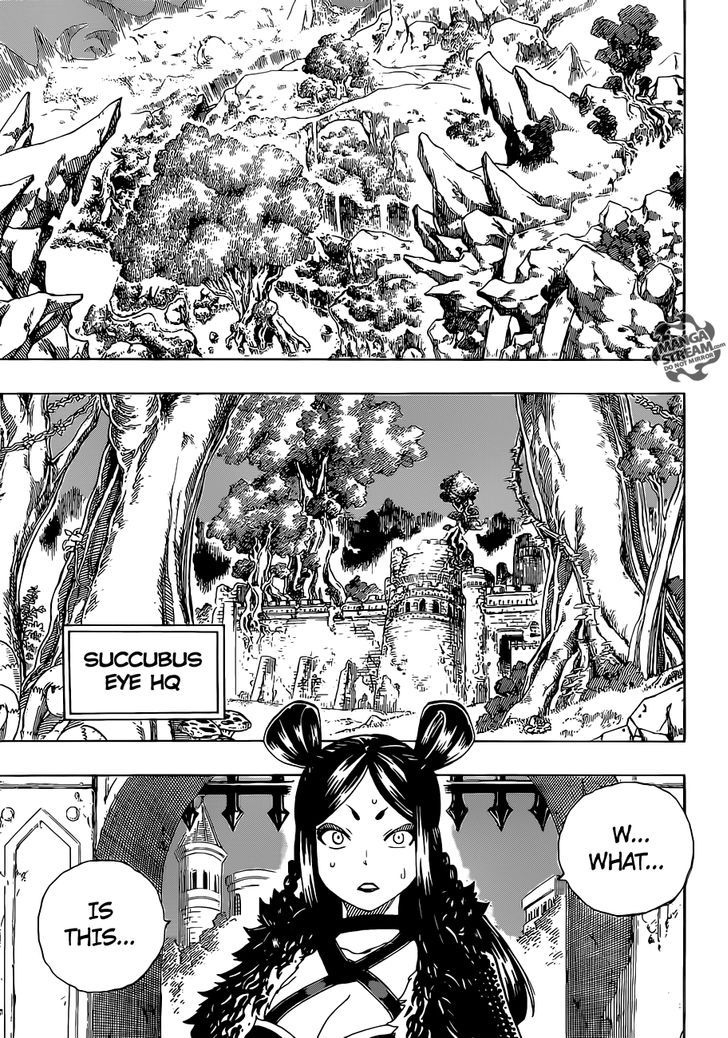 MANGA
STREAM.com
DO NOT MIRROR
SUCCUBUS
EYE HQ
W...
WHAT...
IS
THIS...